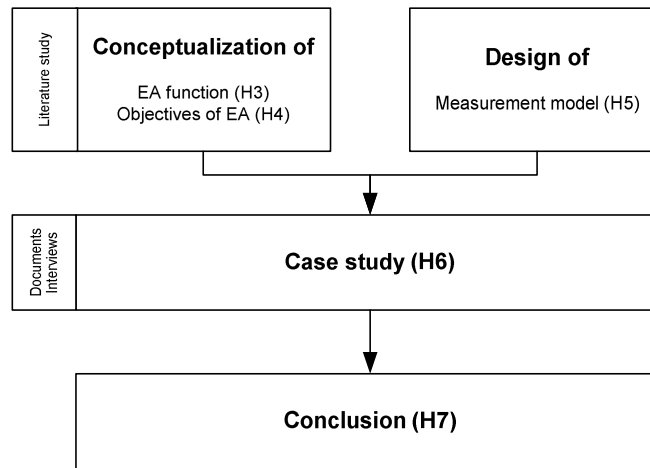 Literature study
Conceptualization of
EA function (H3)
Objectives of EA (H4)
Design of
Measurement model (H5)
Documents
Interviews
Case study (H6)
Conclusion (H7)